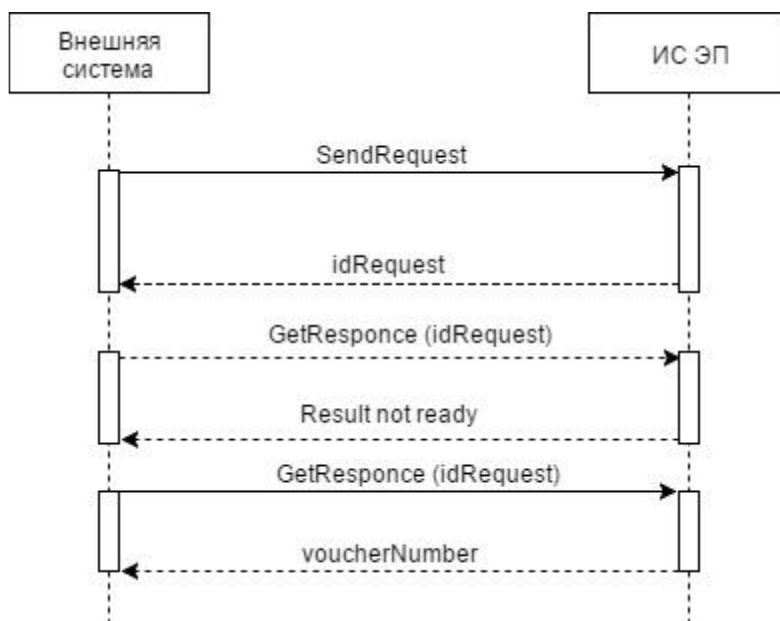 Внешняя
система
ИС ЭП
SendRequest
idRequest
GetResponce (idRequest)
Result not ready
GetResponce (idRequest)
voucherNumber